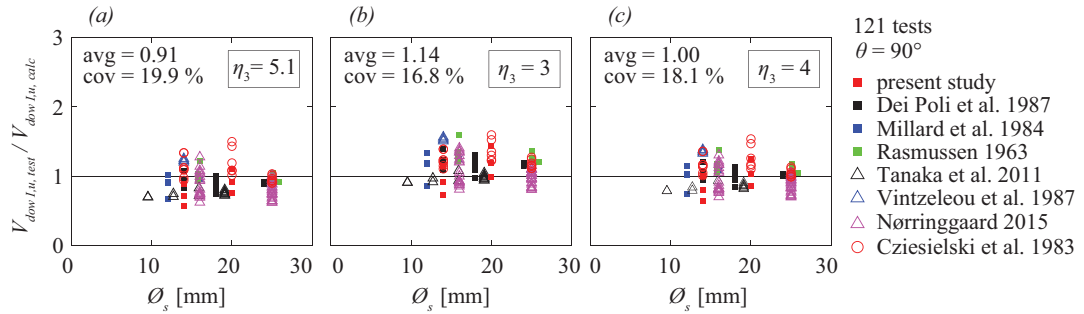 (a)
(b)
(c)
V_dow I,u, test / V_dow I,u, calc
3
2
1
0
avg = 0.91
cov = 19.9 %
η₃ = 5.1
avg = 1.14
cov = 16.8 %
η₃ = 3
avg = 1.00
cov = 18.1 %
η₃ = 4
0 10 20 30
0 10 20 30
0 10 20 30
Øₛ [mm]
Øₛ [mm]
Øₛ [mm]
121 tests
θ = 90°
present study
Dei Poli et al. 1987
Millard et al. 1984
Rasmussen 1963
Tanaka et al. 2011
Vintzeleou et al. 1987
Nørringgaard 2015
Cziesielski et al. 1983